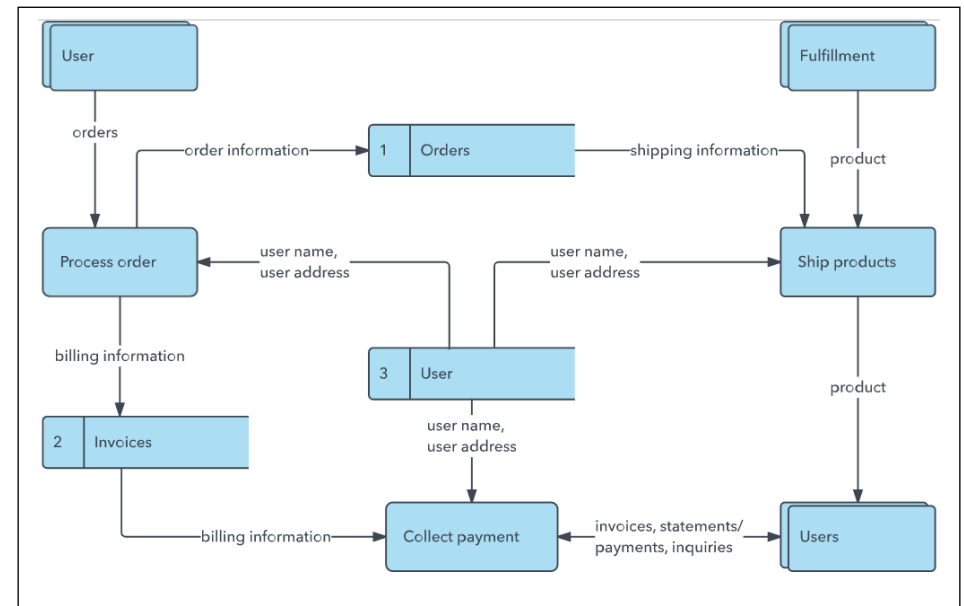 User
Fulfillment
orders
order information
1 Orders
shipping information
product
Process order
user name,
user address
user name,
user address
Ship products
billing information
3 User
product
user name,
user address
2 Invoices
billing information
Collect payment
invoices, statements/
payments, inquiries
Users